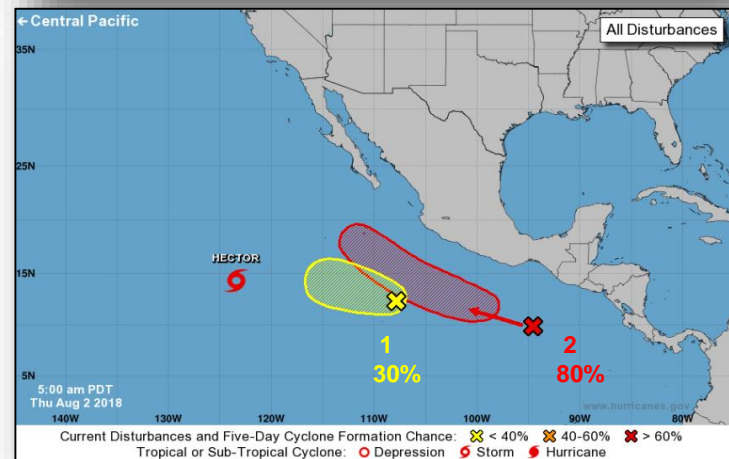 ← Central Pacific
All Disturbances
35N
25N
HECTOR
15N
1
30%
2
80%
5N
5:00 am PDT
Thu Aug 2 2018
www.hurricanes.gov
140W 130W 120W 110W 100W 90W 80W
Current Disturbances and Five-Day Cyclone Formation Chance: < 40% 40-60% > 60%
Tropical or Sub-Tropical Cyclone: Depression Storm Hurricane